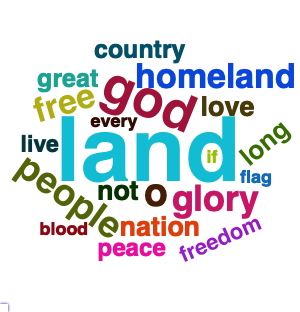 country
great
homeland
free
god
love
every
live
land
if
long
people
not
o
glory
flag
blood
nation
peace
freedom